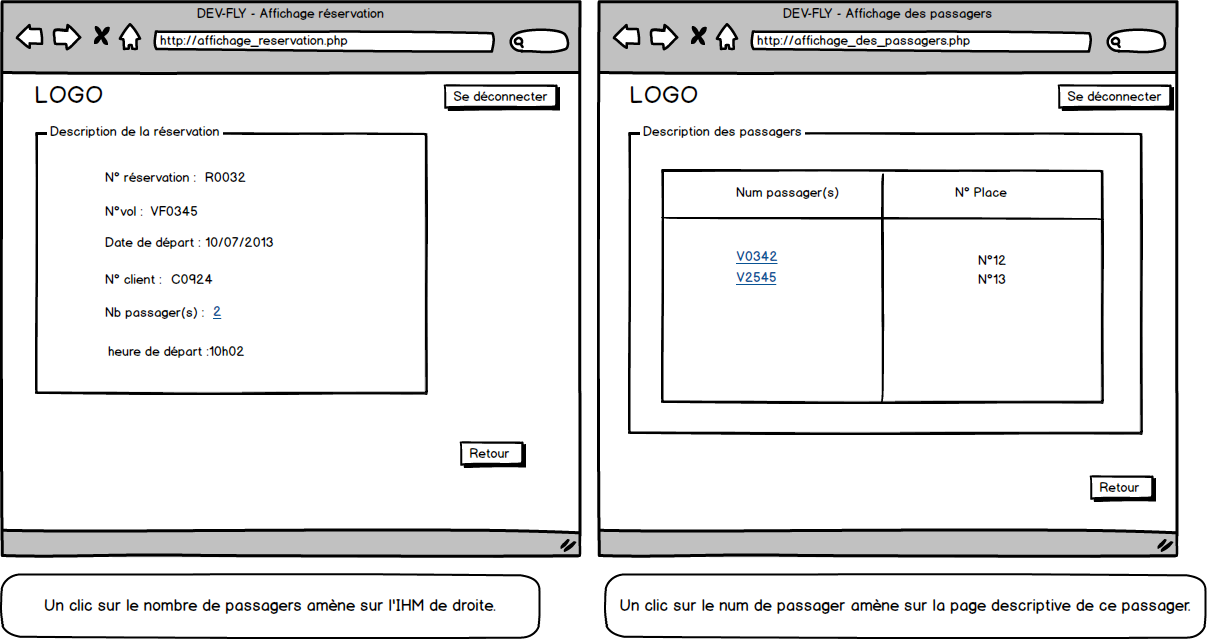 DEV-FLY - Affichage réservation
http://affichage_reservation.php
LOGO
Se déconnecter
Description de la réservation
N° réservation : R0032
N°vol : VF0345
Date de départ : 10/07/2013
N° client : C0924
Nb passager(s) : 2
heure de départ :10h02
Retour
Un clic sur le nombre de passagers amène sur l'IHM de droite.
DEV-FLY - Affichage des passagers
http://affichage_des_passagers.php
LOGO
Se déconnecter
Description des passagers
Num passager(s) N° Place
V0342 N°12
V2545 N°13
Retour
Un clic sur le num de passager amène sur la page descriptive de ce passager.